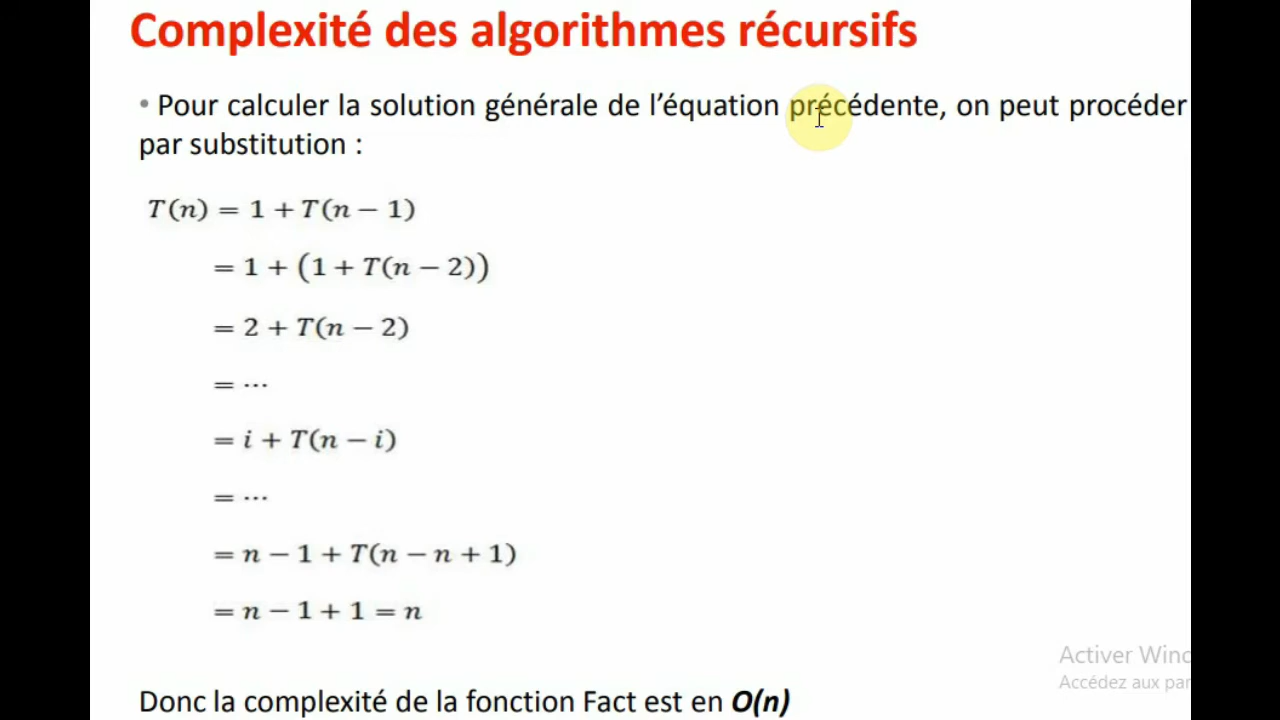 Complexité des algorithmes récursifs
• Pour calculer la solution générale de l’équation précédente, on peut procéder
par substitution :
T(n) = 1 + T(n − 1)
= 1 + (1 + T(n − 2))
= 2 + T(n − 2)
= ⋯
= i + T(n − i)
= ⋯
= n − 1 + T(n − n + 1)
= n − 1 + 1 = n
Activer Wind
Accédez aux par
Donc la complexité de la fonction Fact est en O(n)